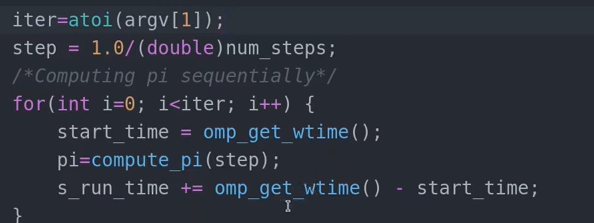 iter=atoi(argv[1]);
step = 1.0/(double)num_steps;
/*Computing pi sequentially*/
for(int i=0; i<iter; i++) {
    start_time = omp_get_wtime();
    pi=compute_pi(step);
    s_run_time += omp_get_wtime() - start_time;
}